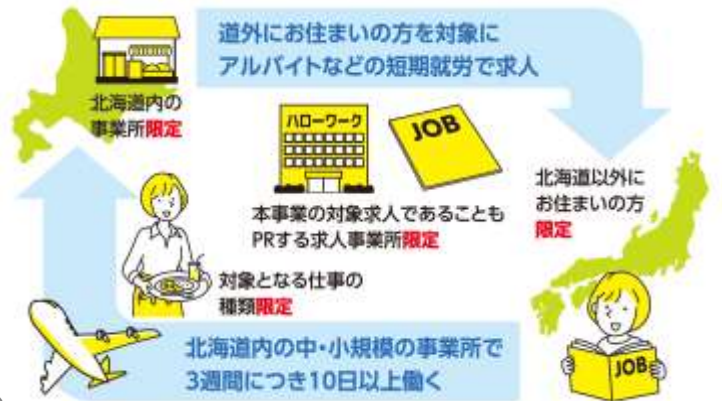 道外にお住まいの方を対象に
アルバイトなどの短期就労で求人
北海道内の
事業所限定
ハローワーク
JOB
本事業の対象求人であることも
PRする求人事業所限定
北海道以外に
お住まいの方
限定
対象となる仕事の
種類限定
北海道内の中・小規模の事業所で
3週間につき10日以上働く
JOB